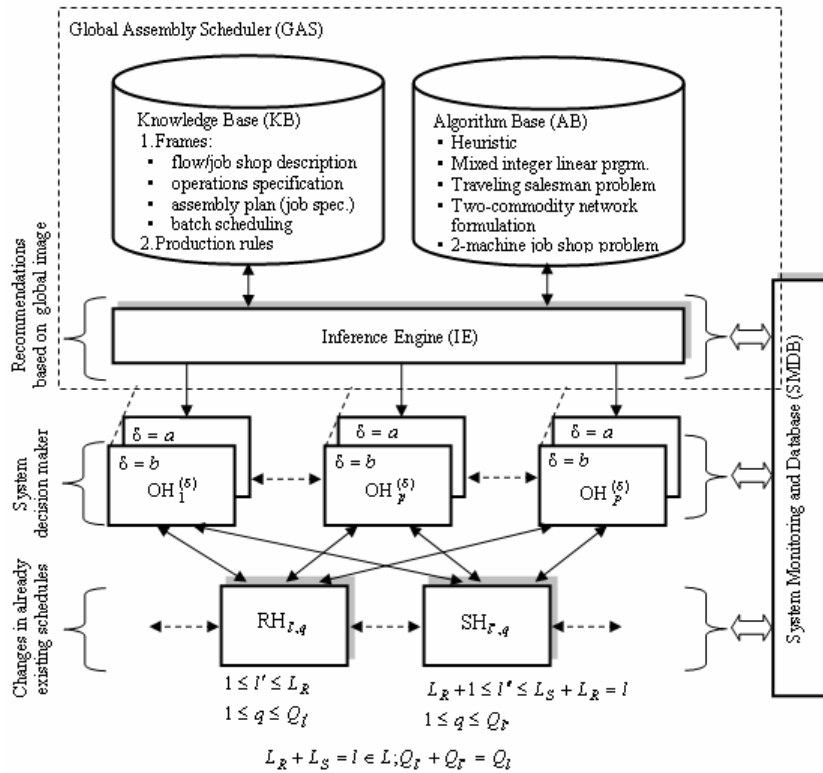 Global Assembly Scheduler (GAS)
Knowledge Base (KB)
1.Frames:
▪ flow/job shop description
▪ operations specification
▪ assembly plan (job spec.)
▪ batch scheduling
2.Production rules
Algorithm Base (AB)
▪ Heuristic
▪ Mixed integer linear prgrm.
▪ Traveling salesman problem
▪ Two-commodity network
formulation
▪ 2-machine job shop problem
Recommendations
based on global image
Inference Engine (IE)
System Monitoring and Database (SMDB)
System
decision maker
δ = a
δ = b
OH₁^(δ)
δ = a
δ = b
OHₚ^(δ)
δ = a
δ = b
OH_P^(δ)
Changes in already
existing schedules
RH_l',q
SH_l",q
1 ≤ l' ≤ L_R
1 ≤ q ≤ Q_l'
L_R + 1 ≤ l" ≤ L_S + L_R = l
1 ≤ q ≤ Q_l"
L_R + L_S = l ∈ L; Q_l' + Q_l" = Q_l